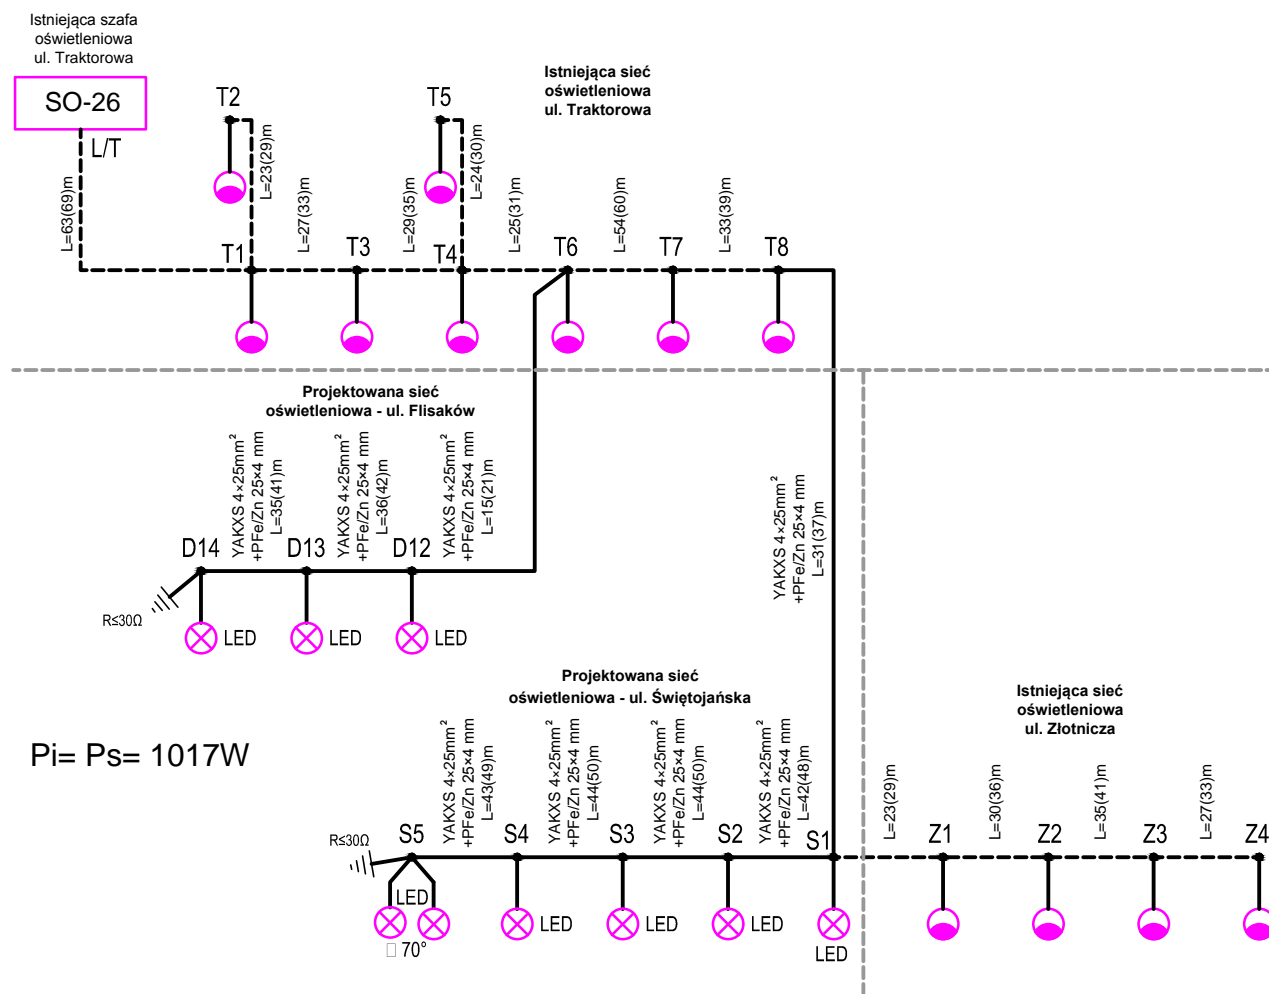 Istniejąca szafa
oświetleniowa
ul. Traktorowa
SO-26
L/T
L=63(69)m
T2
L=23(29)m
T5
L=24(30)m
Istniejąca sieć
oświetleniowa
ul. Traktorowa
T1
L=27(33)m
T3
L=29(35)m
T4
L=25(31)m
T6
L=54(60)m
T7
L=33(39)m
T8
Projektowana sieć
oświetleniowa - ul. Flisaków
D14
YAKXS 4×25mm²
+PFe/Zn 25×4 mm
L=35(41)m
D13
YAKXS 4×25mm²
+PFe/Zn 25×4 mm
L=36(42)m
D12
YAKXS 4×25mm²
+PFe/Zn 25×4 mm
L=15(21)m
R≤30Ω
LED
LED
LED
YAKXS 4×25mm²
+PFe/Zn 25×4 mm
L=31(37)m
Projektowana sieć
oświetleniowa - ul. Świętojańska
Istniejąca sieć
oświetleniowa
ul. Złotnicza
Pi= Ps= 1017W
R≤30Ω
S5
YAKXS 4×25mm²
+PFe/Zn 25×4 mm
L=43(49)m
S4
YAKXS 4×25mm²
+PFe/Zn 25×4 mm
L=44(50)m
S3
YAKXS 4×25mm²
+PFe/Zn 25×4 mm
L=44(50)m
S2
YAKXS 4×25mm²
+PFe/Zn 25×4 mm
L=42(48)m
S1
L=23(29)m
Z1
L=30(36)m
Z2
L=35(41)m
Z3
L=27(33)m
Z4
LED
□ 70°
LED
LED
LED
LED